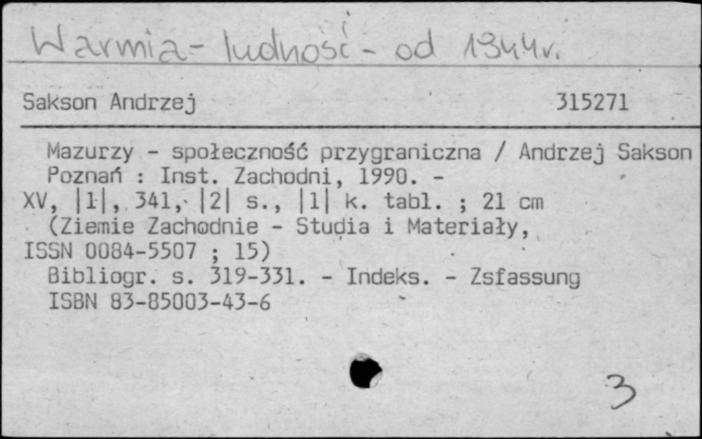 Warmia - ludność - od 1944r.
Sakson Andrzej 315271
Mazurzy - społeczność przygraniczna / Andrzej Sakson
Poznań : Inst. Zachodni, 1990. -
XV, |1|, 341, |2| s., |1| k. tabl. ; 21 cm
(Ziemie Zachodnie - Studia i Materiały,
ISSN 0084-5507 ; 15)
Bibliogr. s. 319-331. - Indeks. - Zsfassung
ISBN 83-85003-43-6
3